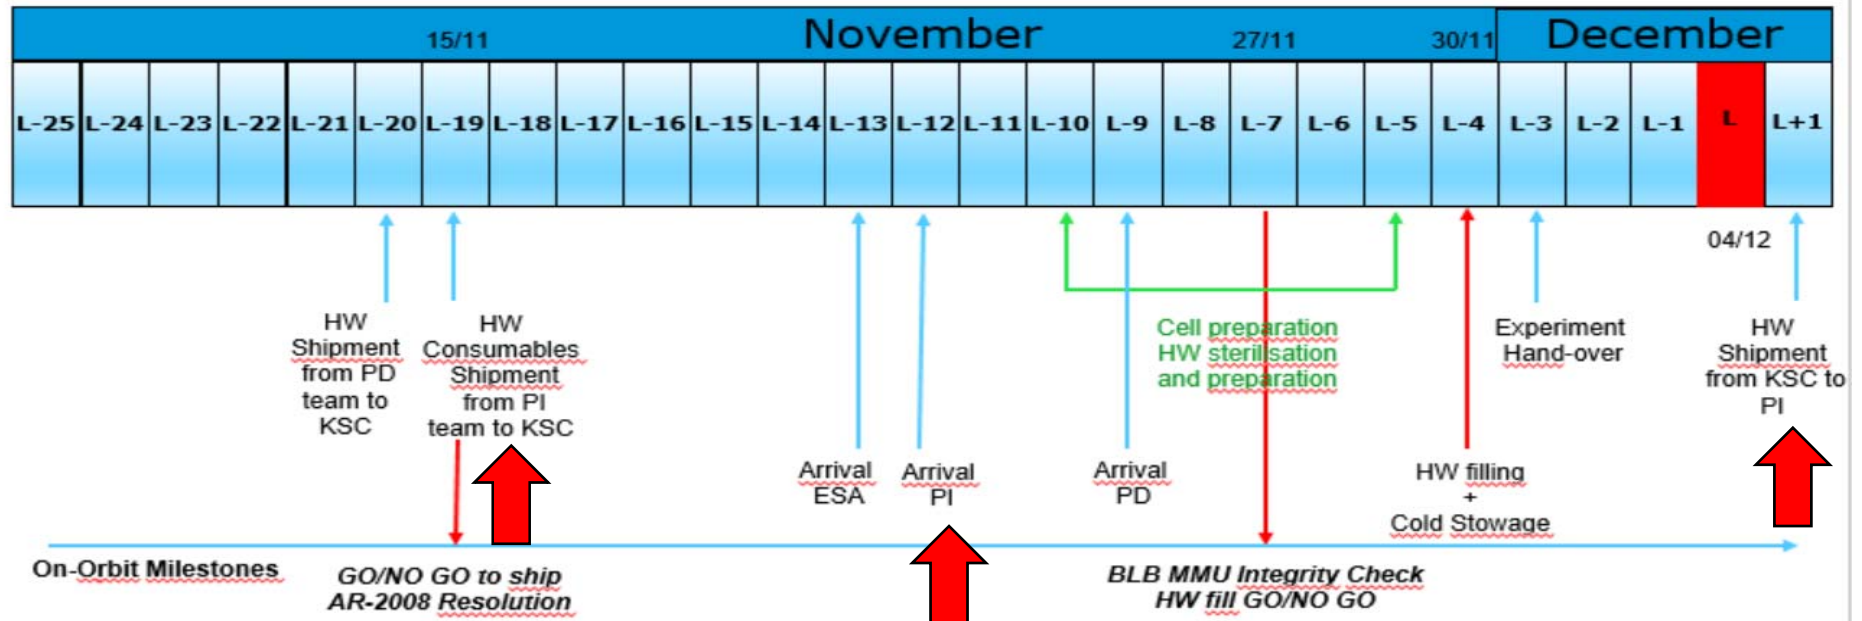 November
December
15/11
27/11
30/11
L-25 L-24 L-23 L-22 L-21 L-20 L-19 L-18 L-17 L-16 L-15 L-14 L-13 L-12 L-11 L-10 L-9 L-8 L-7 L-6 L-5 L-4 L-3 L-2 L-1 L L+1
04/12
HW
Shipment
from PD
team to
KSC
HW
Consumables
Shipment
from PI
team to KSC
Arrival
ESA
Arrival
PI
Arrival
PD
Cell preparation
HW sterilisation
and preparation
HW filling
+
Cold Stowage
Experiment
Hand-over
HW
Shipment
from KSC to
PI
On-Orbit Milestones
GO/NO GO to ship
AR-2008 Resolution
BLB MMU Integrity Check
HW fill GO/NO GO